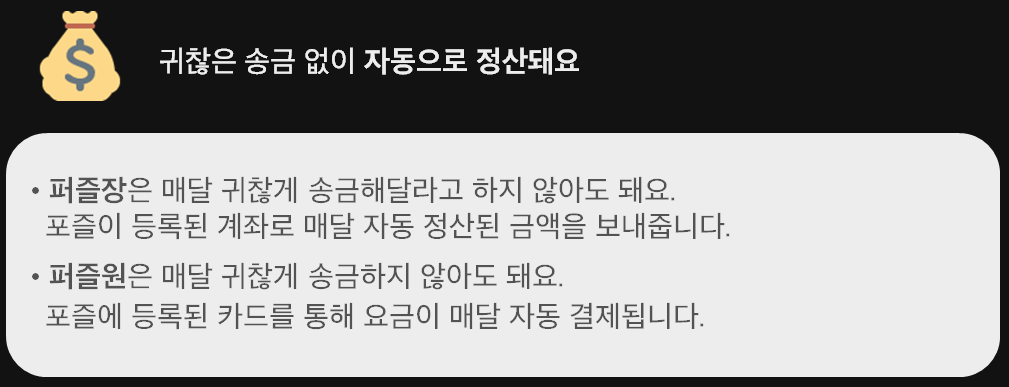 귀찮은 송금 없이 자동으로 정산돼요
• 퍼즐장은 매달 귀찮게 송금해달라고 하지 않아도 돼요.
포즐이 등록된 계좌로 매달 자동 정산된 금액을 보내줍니다.
• 퍼즐원은 매달 귀찮게 송금하지 않아도 돼요.
포즐에 등록된 카드를 통해 요금이 매달 자동 결제됩니다.